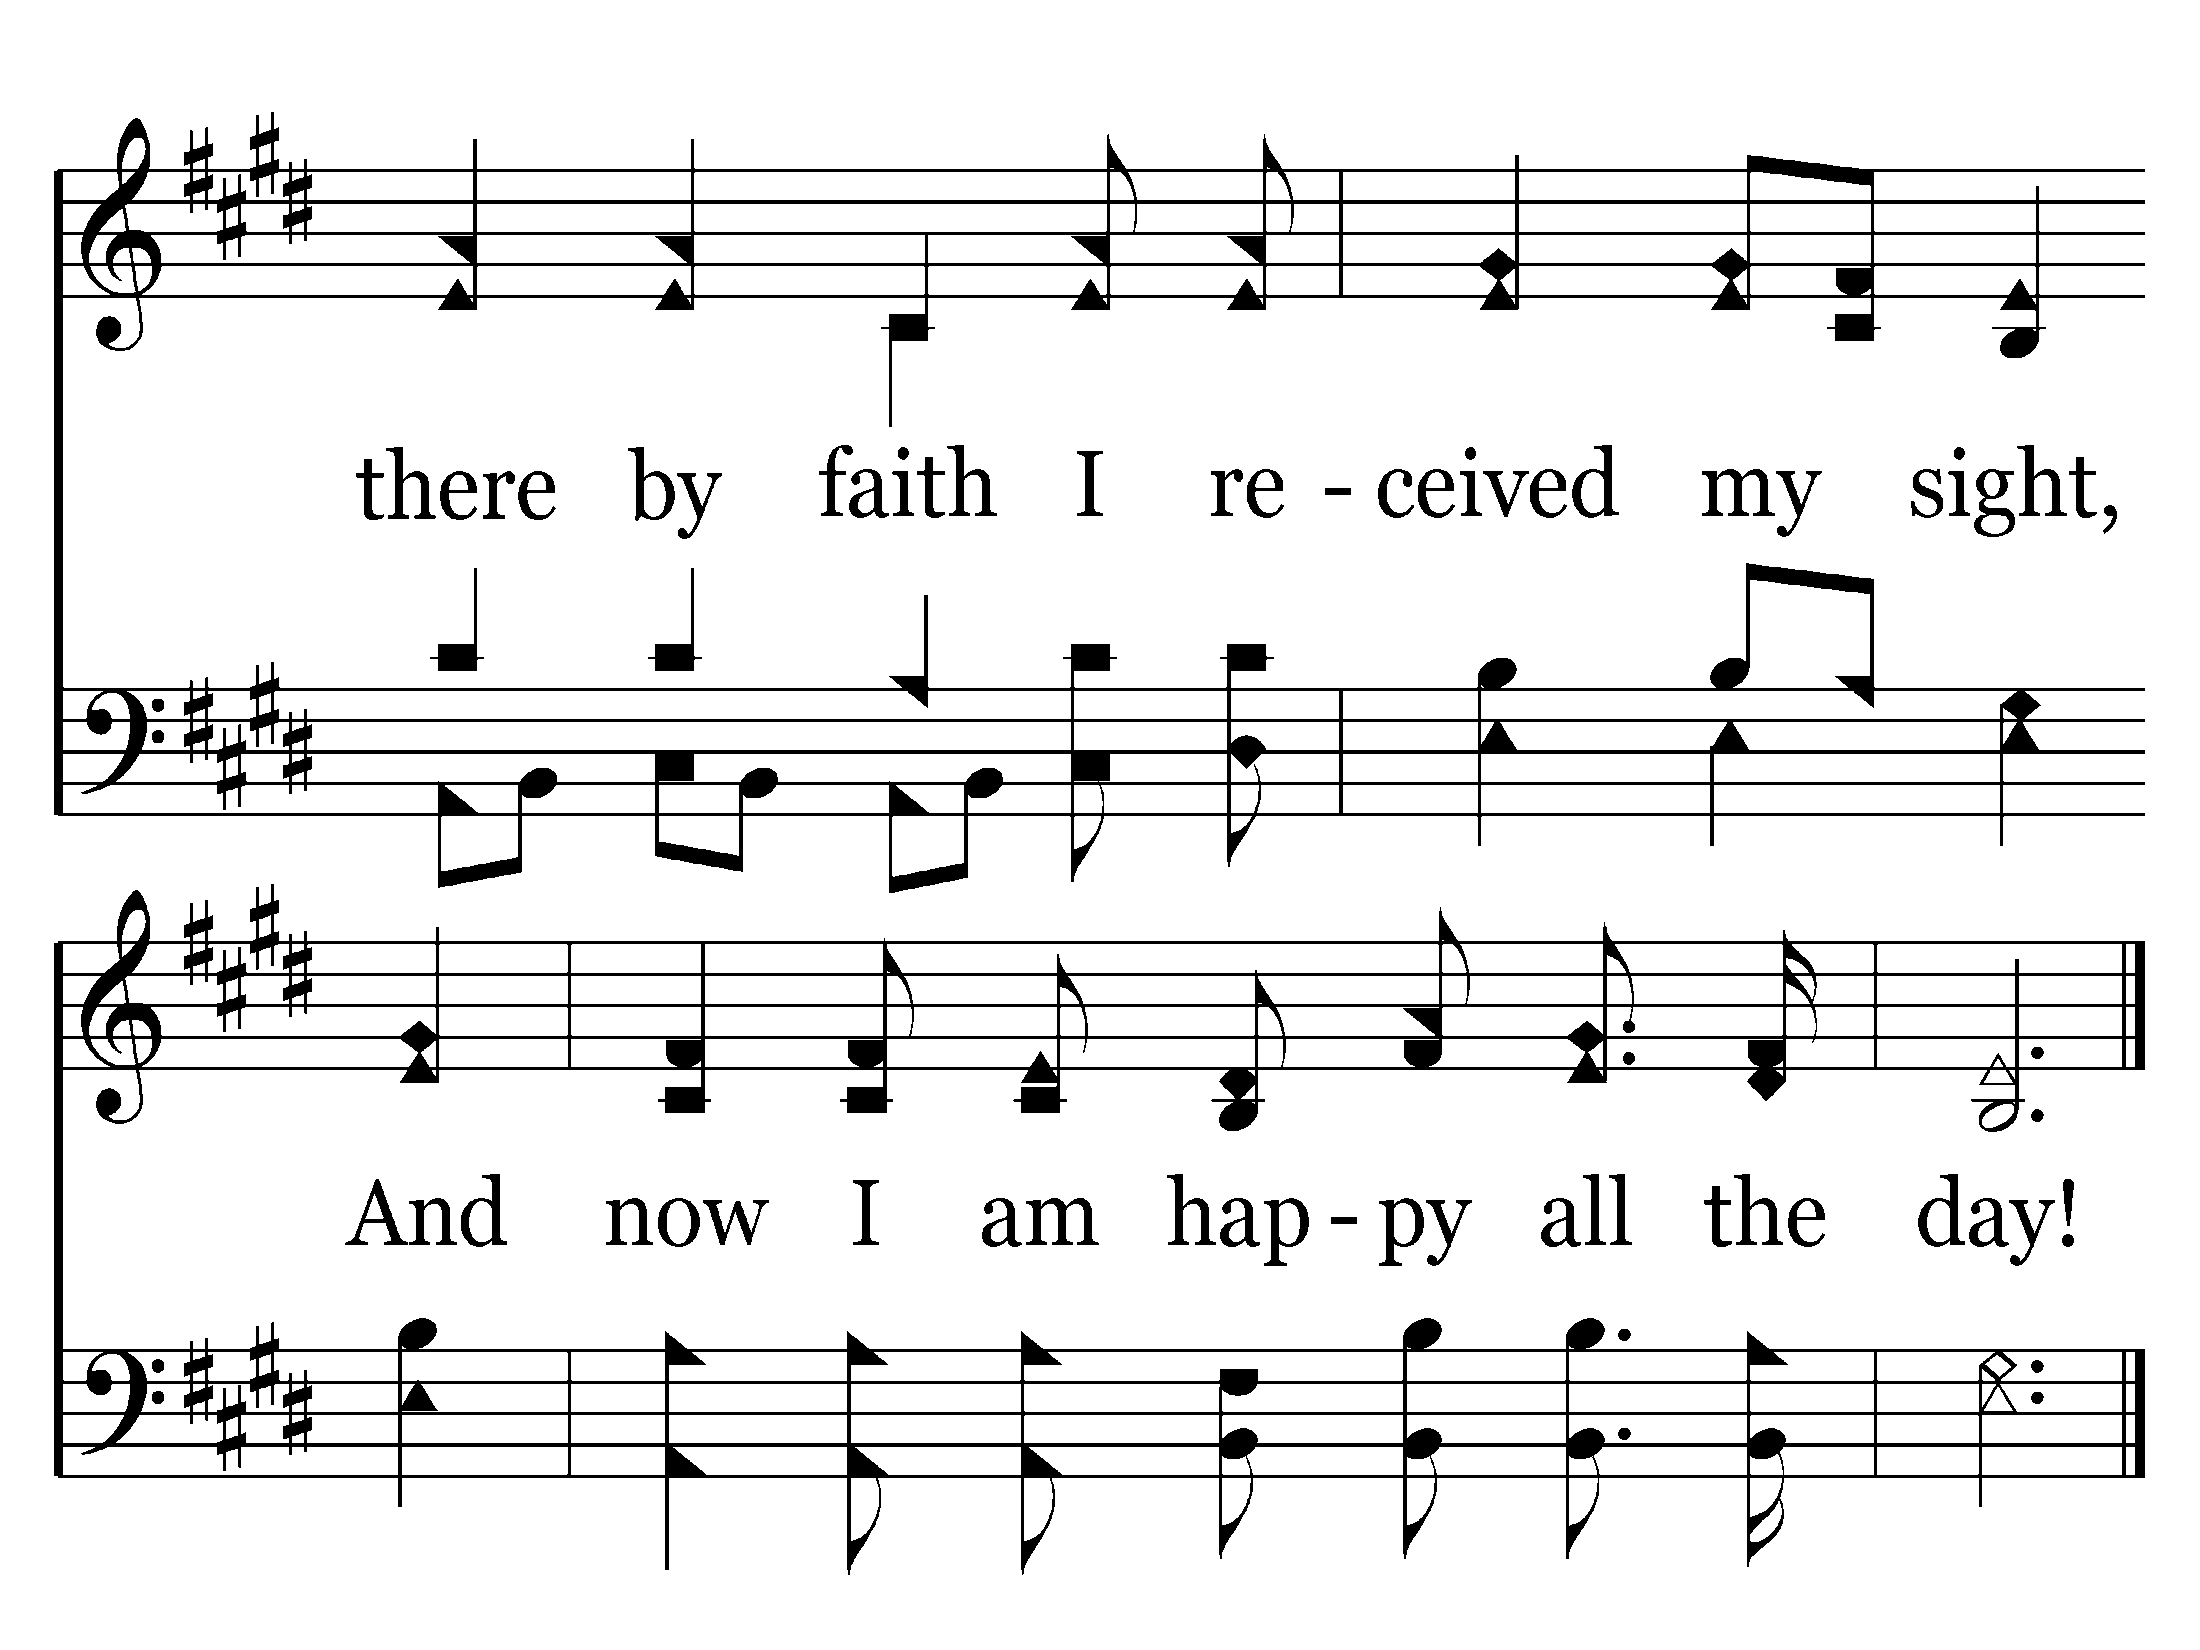 there by faith I re - ceived my sight,
And now I am hap - py all the day!